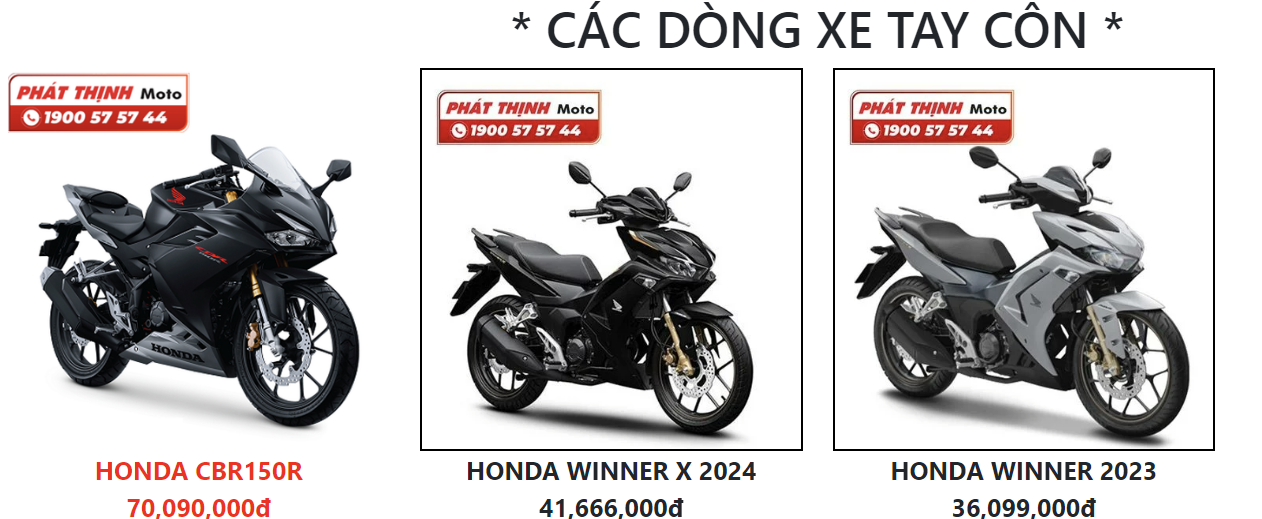 * CÁC DÒNG XE TAY CÔN *
PHÁT THỊNH Moto
1900 57 57 44
PHÁT THỊNH Moto
1900 57 57 44
PHÁT THỊNH Moto
1900 57 57 44
HONDA
HONDA CBR150R
70,090,000đ
HONDA WINNER X 2024
41,666,000đ
HONDA WINNER 2023
36,099,000đ